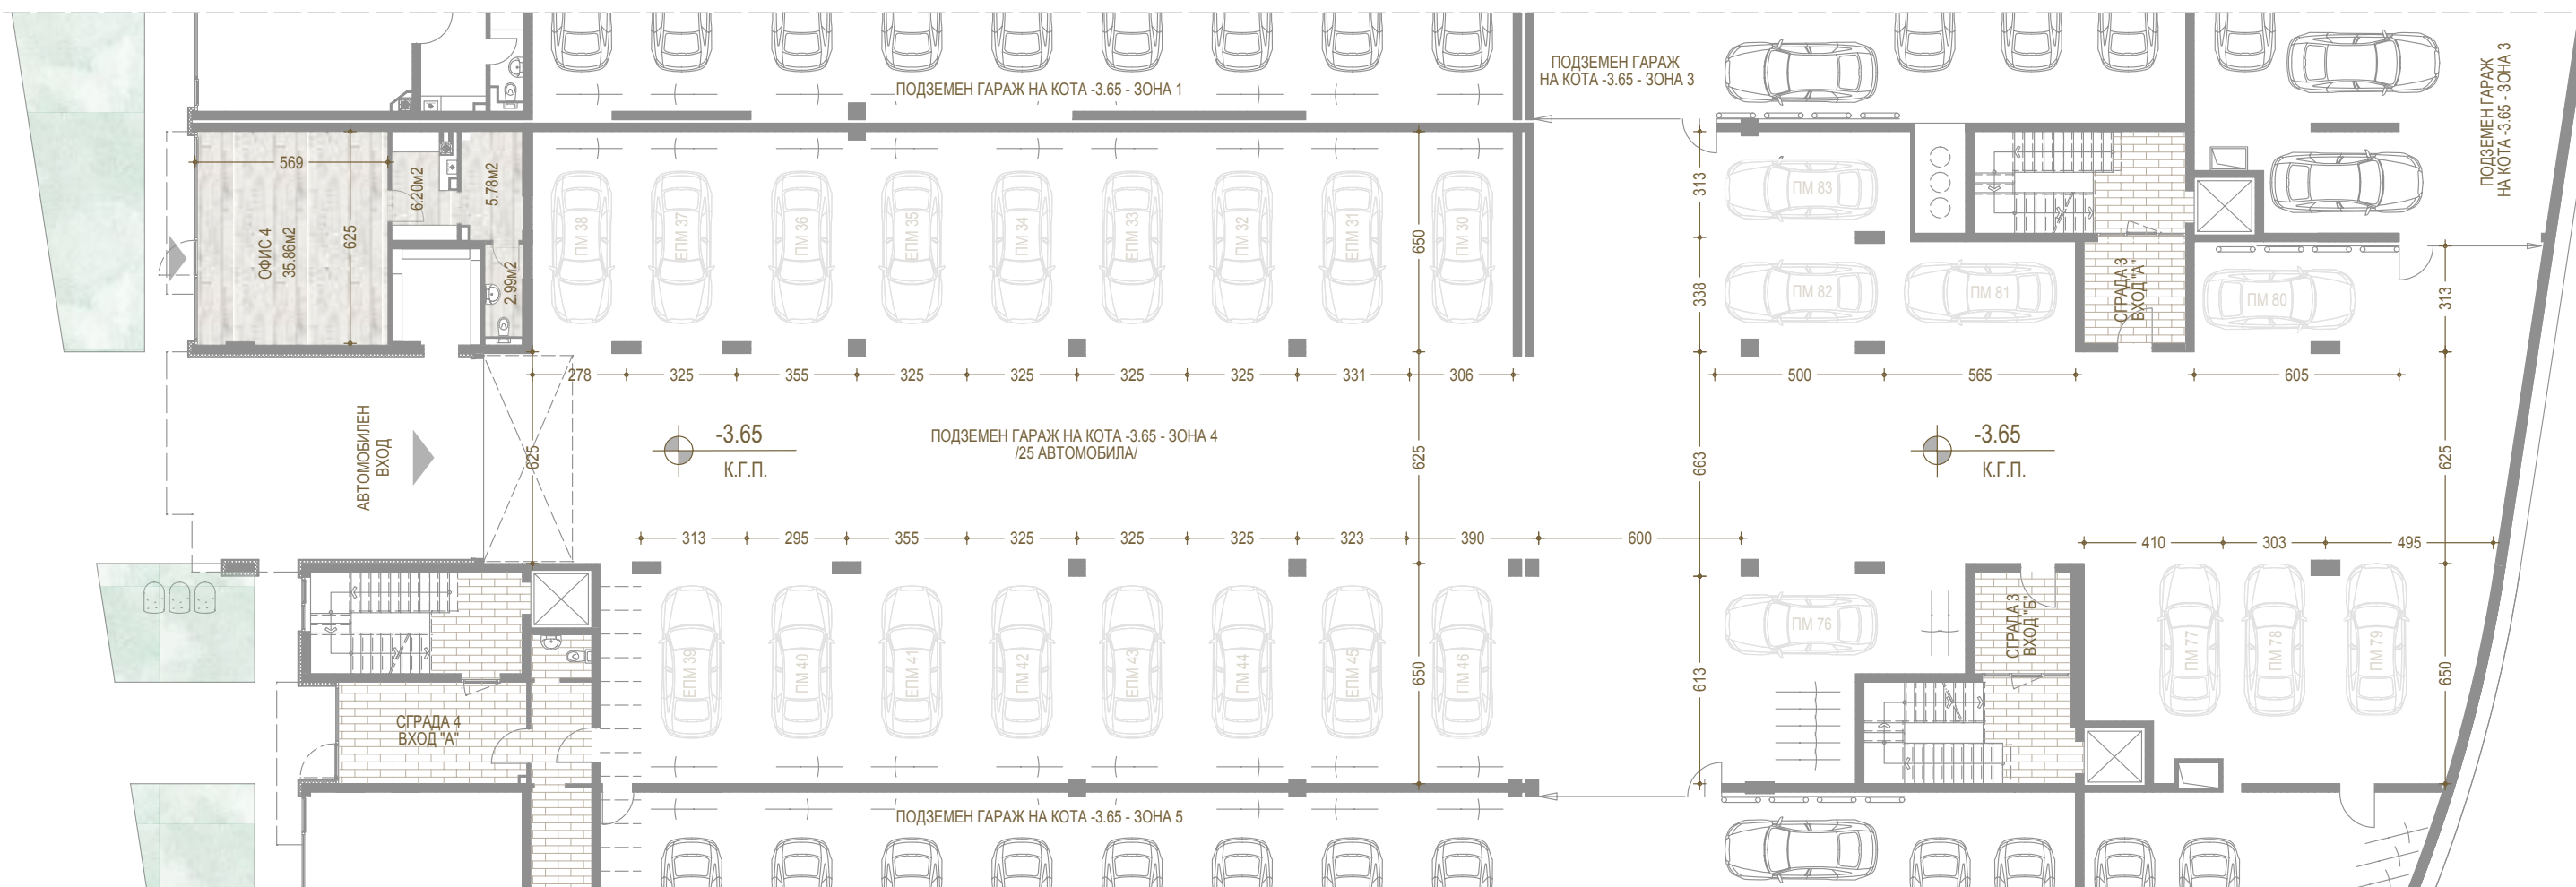 ПОДЗЕМЕН ГАРАЖ НА КОТА -3.65 - ЗОНА 1
ПОДЗЕМЕН ГАРАЖ
НА КОТА -3.65 - ЗОНА 3
ПОДЗЕМЕН ГАРАЖ
НА КОТА -3.65 - ЗОНА 3
569
625
ОФИС 4
35.86м2
6.20м2
5.78м2
2.99м2
ПМ 38
ЕПМ 37
ПМ 36
ЕПМ 35
ПМ 34
ЕПМ 33
ПМ 32
ЕПМ 31
ПМ 30
650
313
338
ПМ 83
ПМ 82
ПМ 81
СГРАДА 3
ВХОД "А"
ПМ 80
313
278
325
355
325
325
325
325
331
306
500
565
605
АВТОМОБИЛЕН
ВХОД
625
-3.65
К.Г.П.
ПОДЗЕМЕН ГАРАЖ НА КОТА -3.65 - ЗОНА 4
/25 АВТОМОБИЛА/
625
663
-3.65
К.Г.П.
625
313
295
355
325
325
325
323
390
600
410
303
495
ЕПМ 39
ПМ 40
ЕПМ 41
ПМ 42
ЕПМ 43
ПМ 44
ЕПМ 45
ПМ 46
650
613
ПМ 76
СГРАДА 3
ВХОД "Б"
ПМ 77
ПМ 78
ПМ 79
650
СГРАДА 4
ВХОД "А"
ПОДЗЕМЕН ГАРАЖ НА КОТА -3.65 - ЗОНА 5